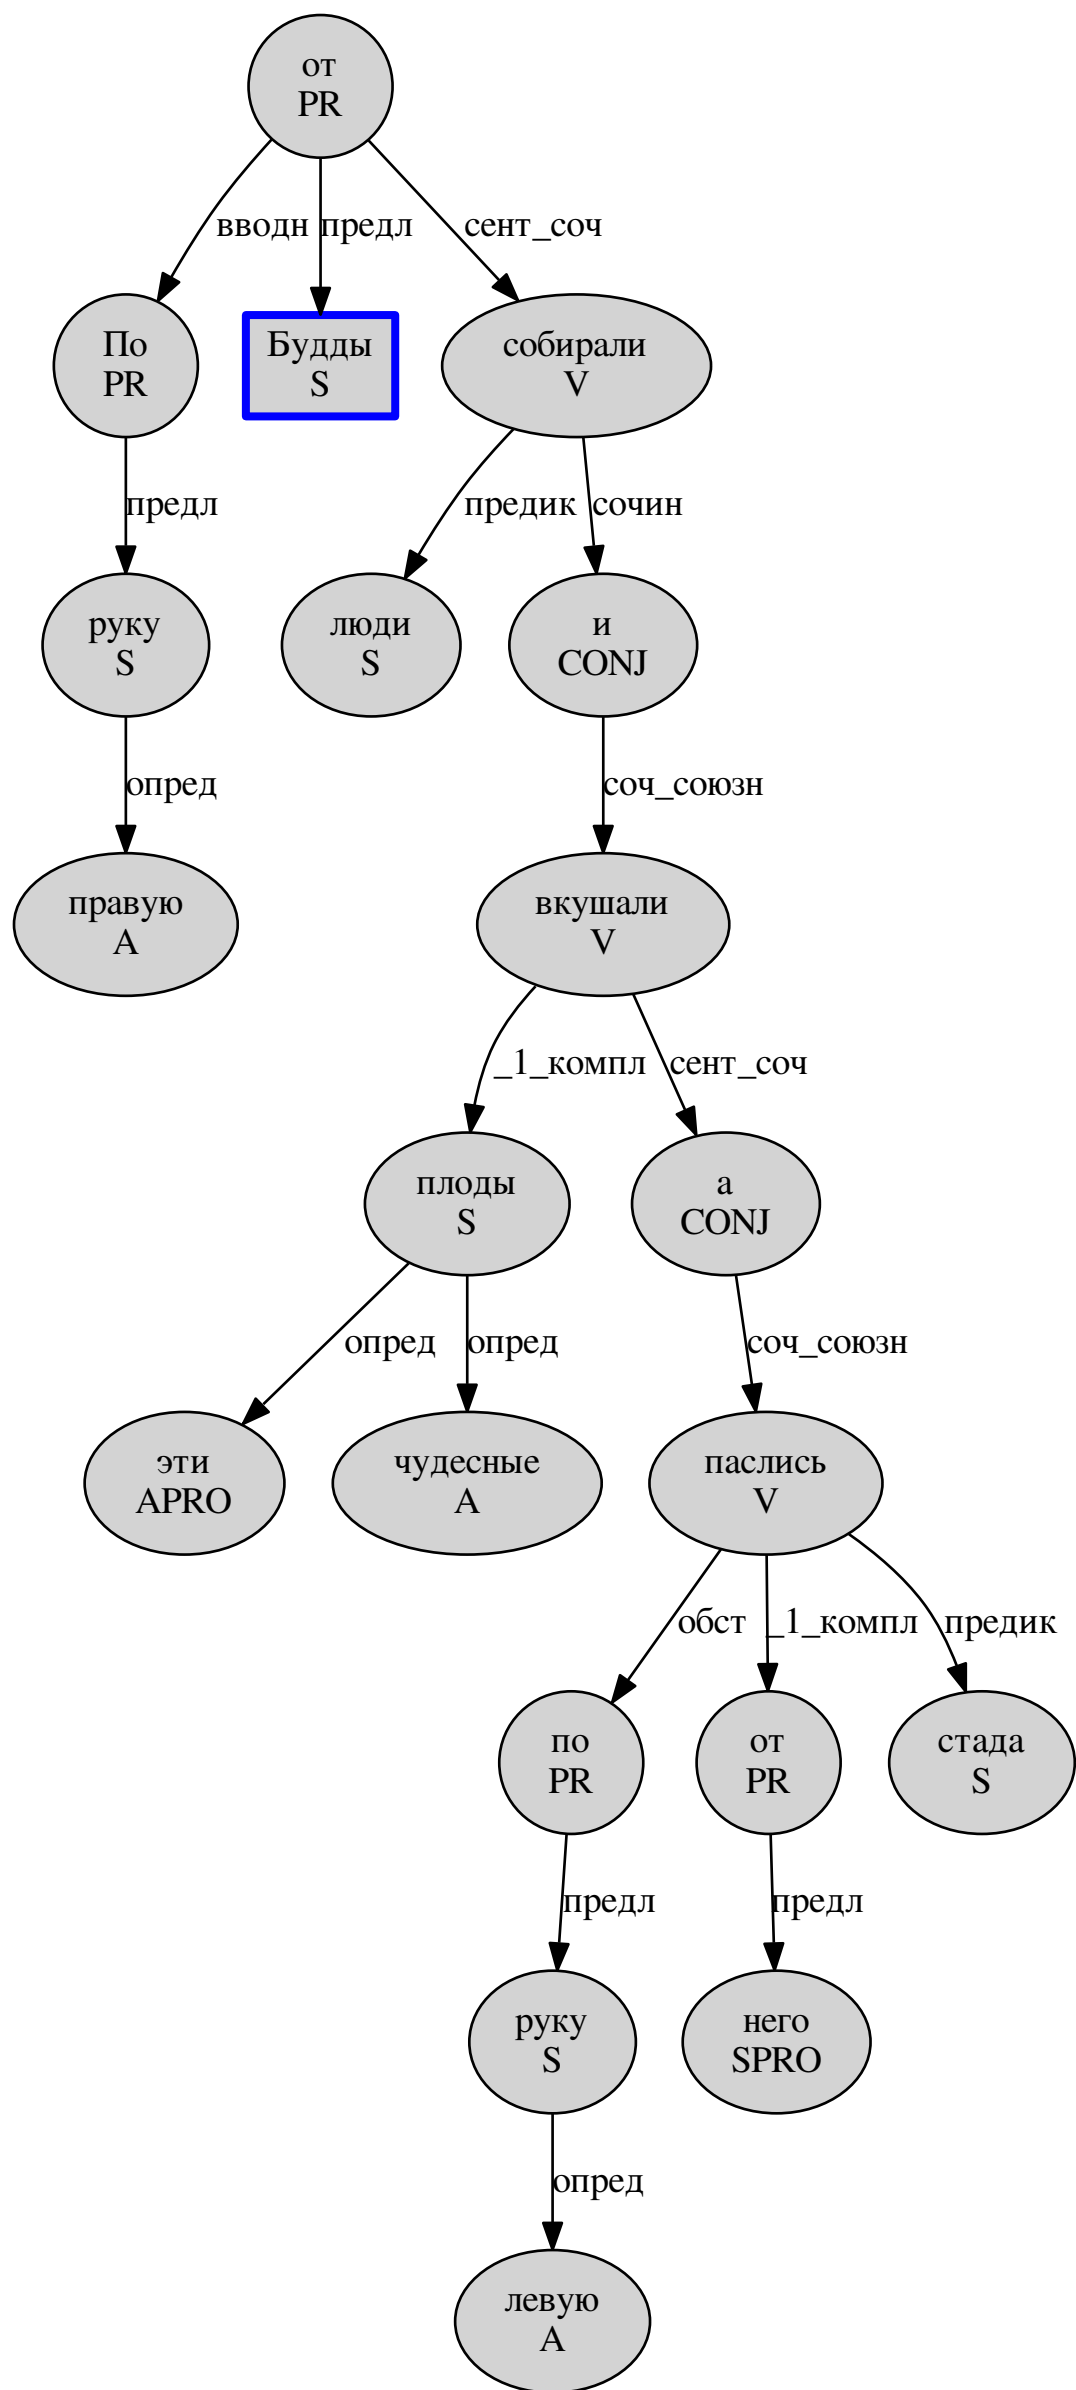 от
PR
вводн предл сент_соч
По
PR
Будды
S
собирали
V
предл предик сочин
руку
S
люди
S
и
CONJ
опред соч_союзн
правую
A
вкушали
V
_1_компл сент_соч
плоды
S
а
CONJ
опред опред соч_союзн
эти
APRO
чудесные
A
паслись
V
обст _1_компл предик
по
PR
от
PR
стада
S
предл предл
руку
S
него
SPRO
опред
левую
A